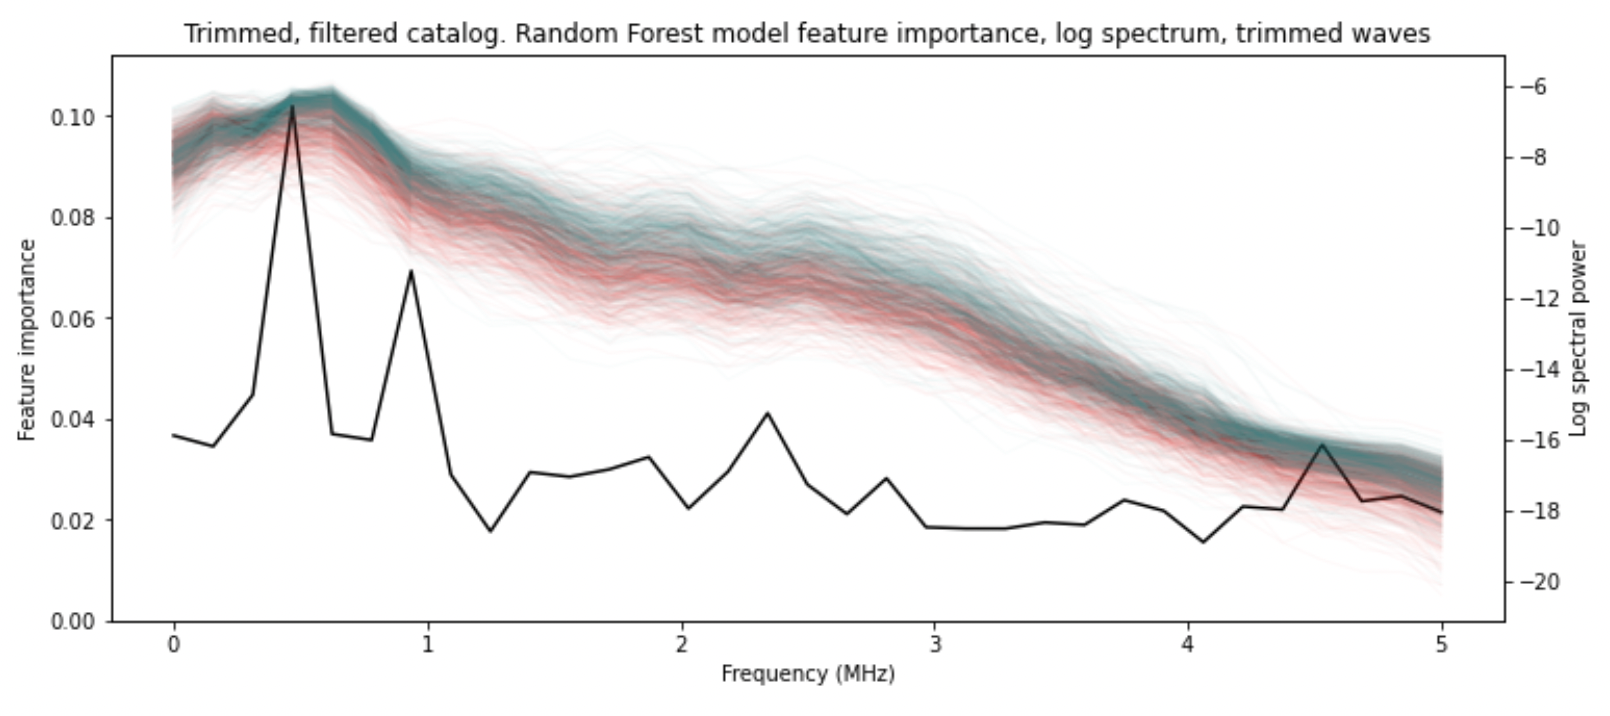 Trimmed, filtered catalog. Random Forest model feature importance, log spectrum, trimmed waves
Feature importance
0.10
0.08
0.06
0.04
0.02
0.00
−6
−8
−10
−12
−14
−16
−18
−20
Log spectral power
0 1 2 3 4 5
Frequency (MHz)